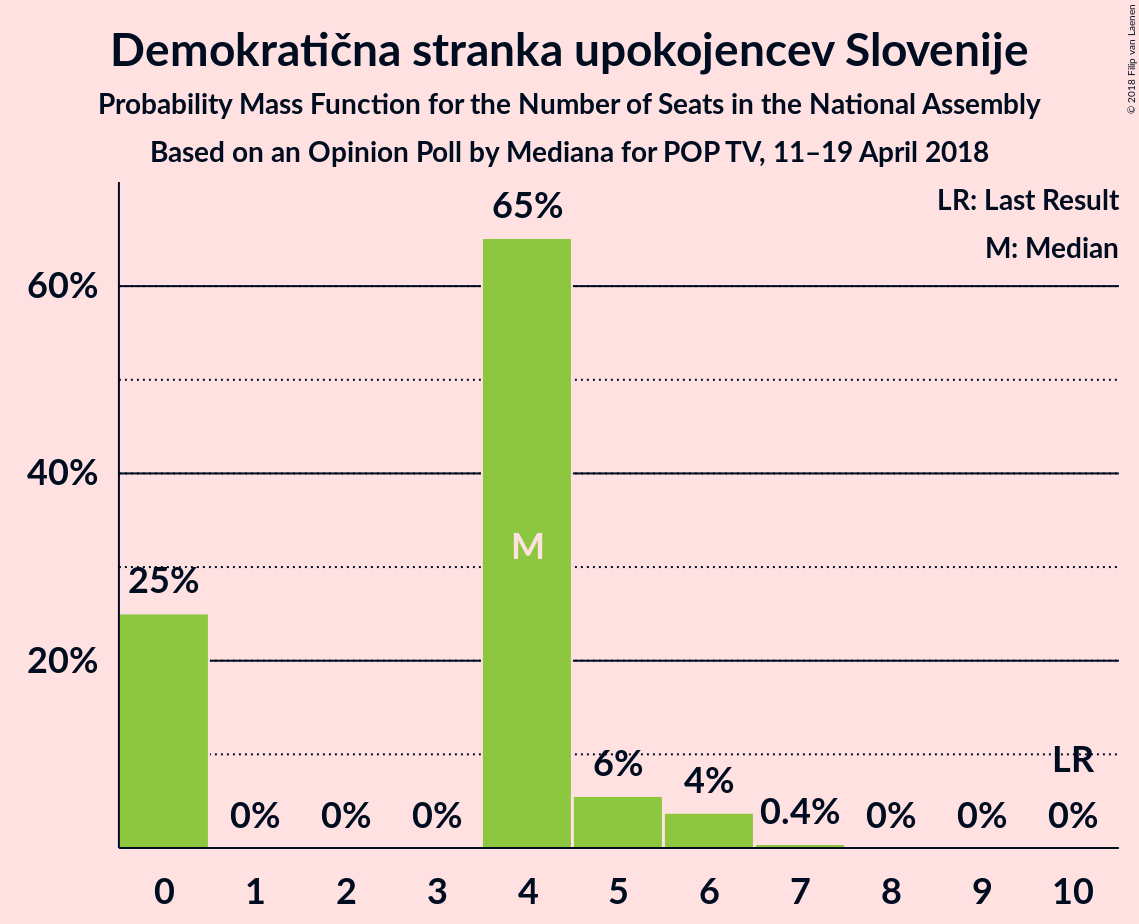 Demokratična stranka upokojencev Slovenije
Probability Mass Function for the Number of Seats in the National Assembly
Based on an Opinion Poll by Mediana for POP TV, 11–19 April 2018
© 2018 Filip van Laenen
LR: Last Result
M: Median
65%
60%
40%
M
25%
20%
6%
4%
LR
0%
0%
0%
0.4%
0%
0%
0%
0 1 2 3 4 5 6 7 8 9 10